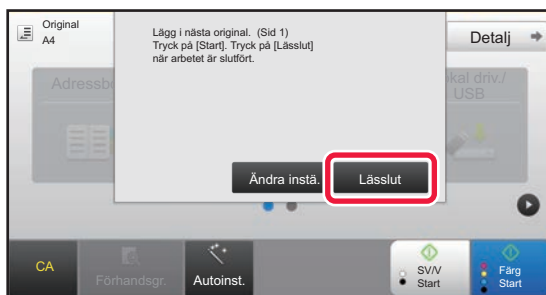 Original
A4
Lägg i nästa original. (Sid 1)
Tryck på [Start]. Tryck på [Lässlut]
när arbetet är slutfört.
Detalj
Adressb
kal driv./
USB
Ändra instä.
Lässlut
CA
Förhandsgr.
Autoinst.
SV/V
Start
Färg
Start